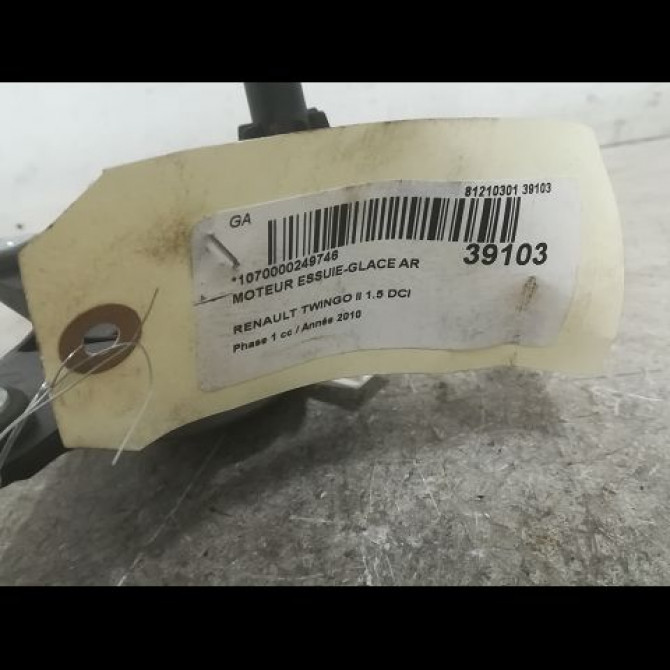 81210301 39103
GA
*1070000249746
39103
MOTEUR ESSUIE-GLACE AR
RENAULT TWINGO II 1.5 DCI
Phase 1 cc / Année 2010